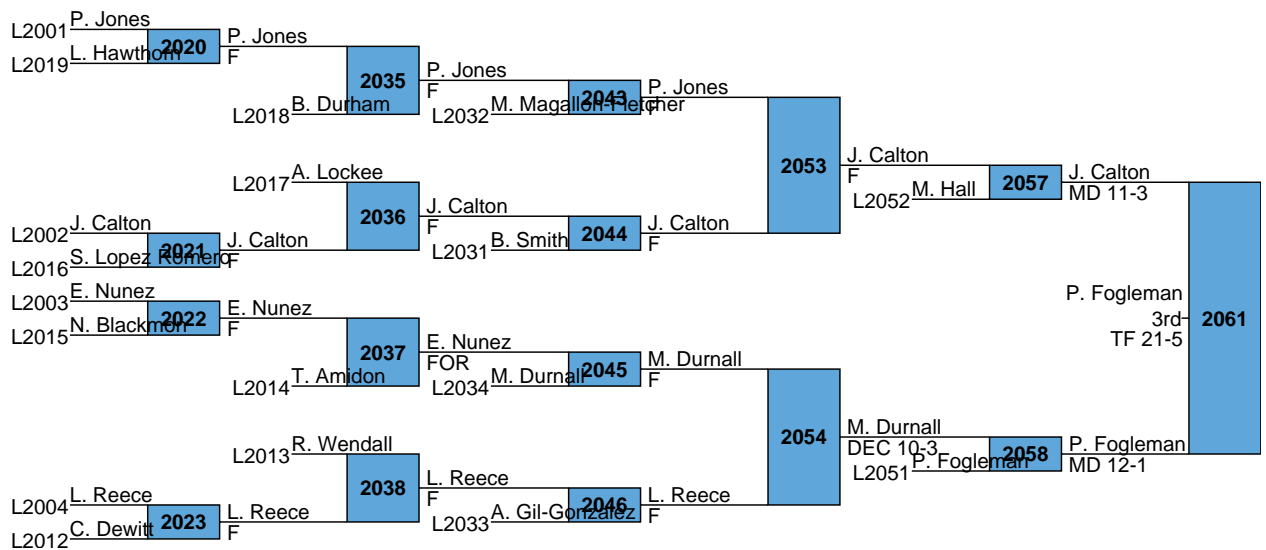 L2001 P. Jones
2020
L2019 L. Hawthorn
P. Jones
F
2035
L2018 B. Durham
P. Jones
F
2043
L2032 M. Magallon-Fletcher
P. Jones
F
2053
L2017 A. Lockee
2036
L2002 J. Calton
2021
L2016 S. Lopez Romero
J. Calton
F
J. Calton
F
2044
L2031 B. Smith
J. Calton
F
J. Calton
F
2057
L2052 M. Hall
J. Calton
MD 11-3
2061
L2003 E. Nunez
2022
L2015 N. Blackmon
E. Nunez
F
2037
L2014 T. Amidon
E. Nunez
FOR
2045
L2034 M. Durnall
M. Durnall
F
2054
L2013 R. Wendall
2038
L2004 L. Reece
2023
L2012 C. Dewitt
L. Reece
F
L. Reece
F
2046
L2033 A. Gil-Gonzalez
L. Reece
F
M. Durnall
DEC 10-3
2058
L2051 P. Fogleman
P. Fogleman
MD 12-1
P. Fogleman
3rd
TF 21-5